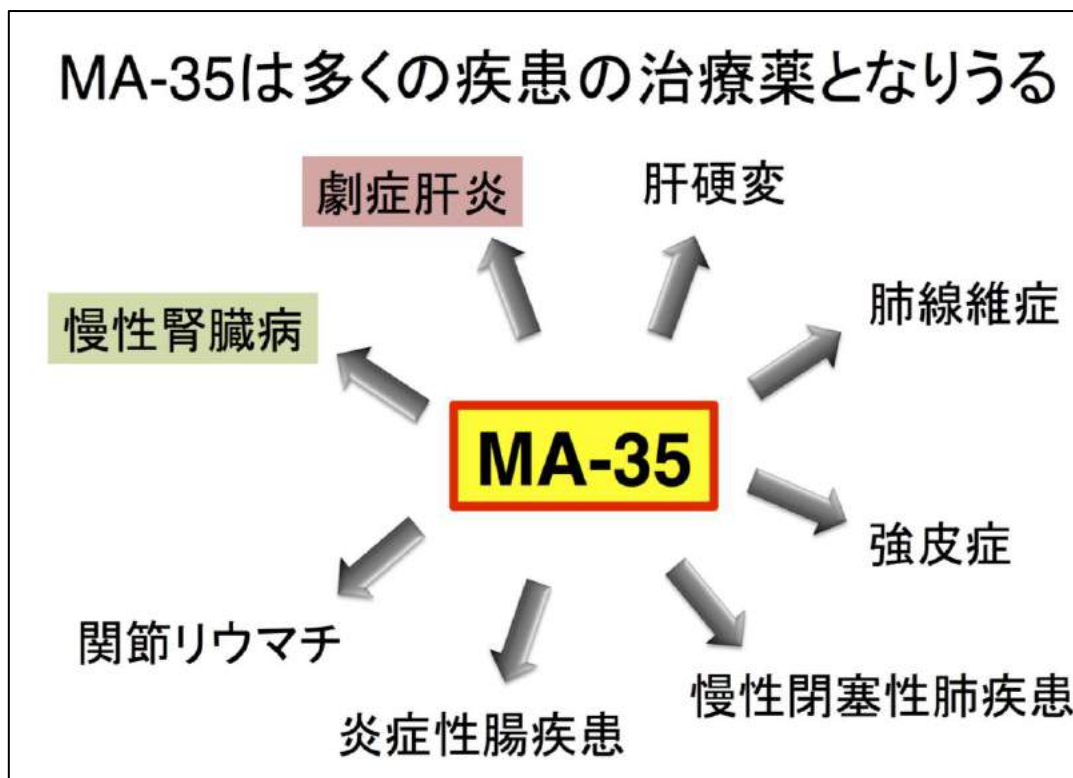 MA-35は多くの疾患の治療薬となりうる
劇症肝炎
肝硬変
慢性腎臓病
肺線維症
MA-35
強皮症
関節リウマチ
炎症性腸疾患
慢性閉塞性肺疾患